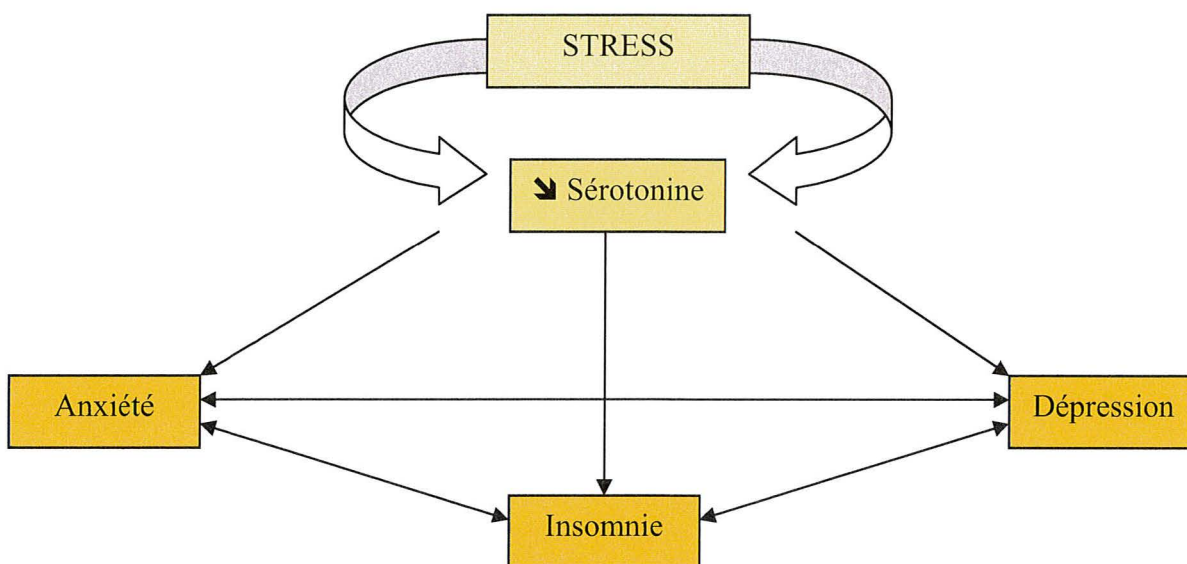 STRESS
➘ Sérotonine
Anxiété
Dépression
Insomnie